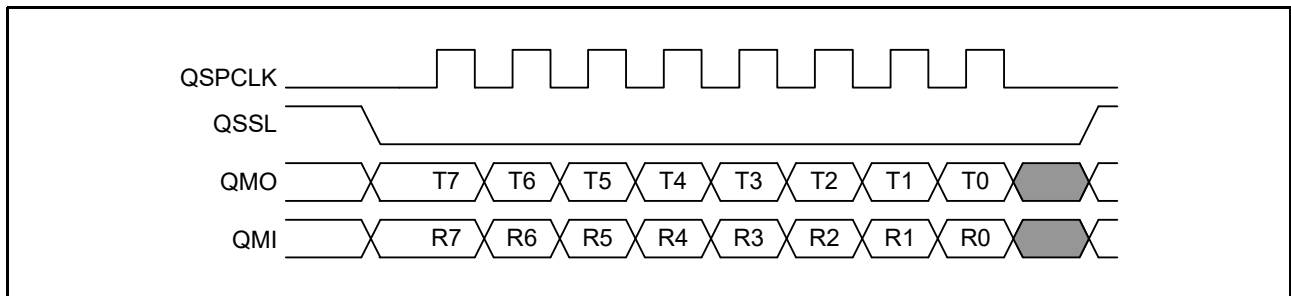 QSPCLK
QSSL
QMO T7 T6 T5 T4 T3 T2 T1 T0
QMI R7 R6 R5 R4 R3 R2 R1 R0